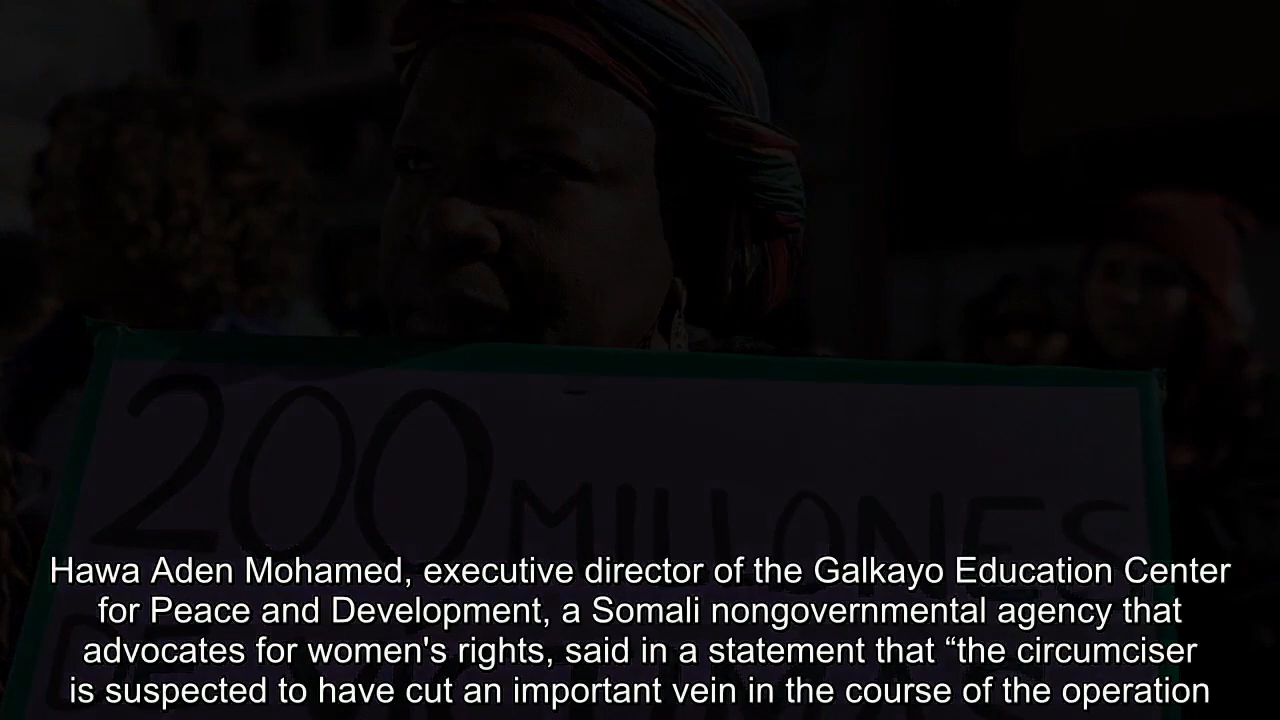 200 MILLONES
Hawa Aden Mohamed, executive director of the Galkayo Education Center
for Peace and Development, a Somali nongovernmental agency that
advocates for women's rights, said in a statement that “the circumciser
is suspected to have cut an important vein in the course of the operation